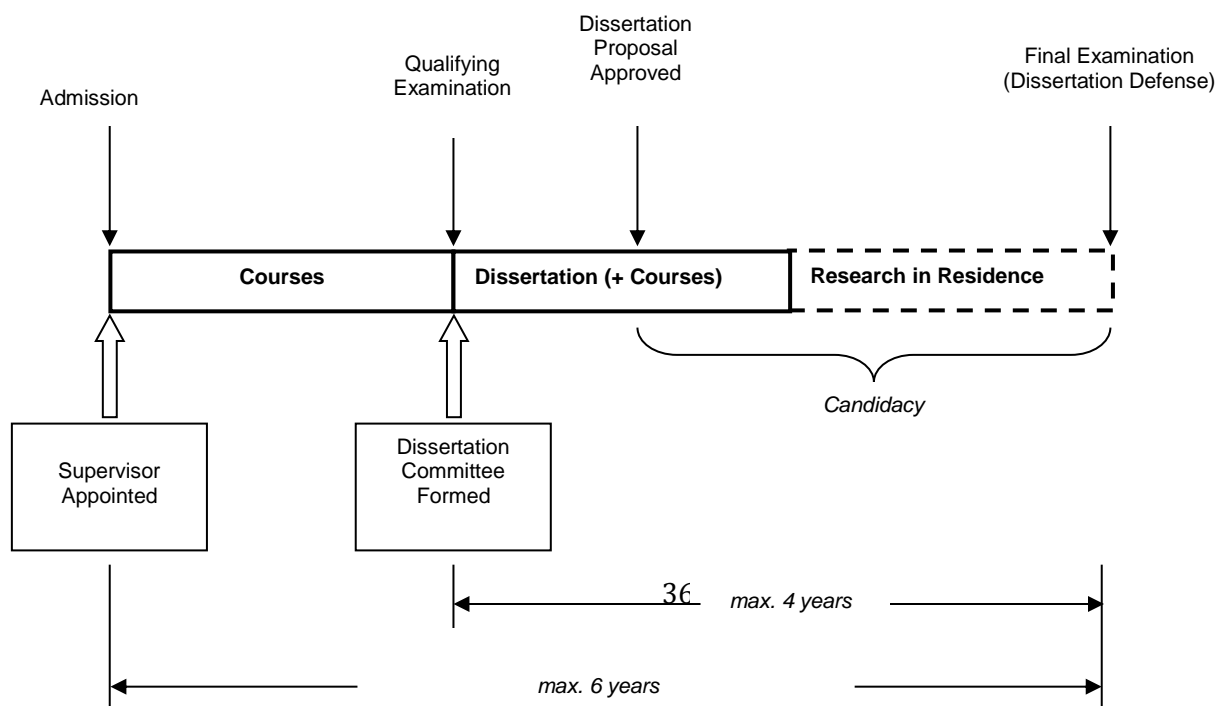 Dissertation
Proposal
Approved
Final Examination
(Dissertation Defense)
Qualifying
Examination
Admission
Courses
Dissertation (+ Courses)
Research in Residence
Candidacy
Supervisor
Appointed
Dissertation
Committee
Formed
36
max. 4 years
max. 6 years